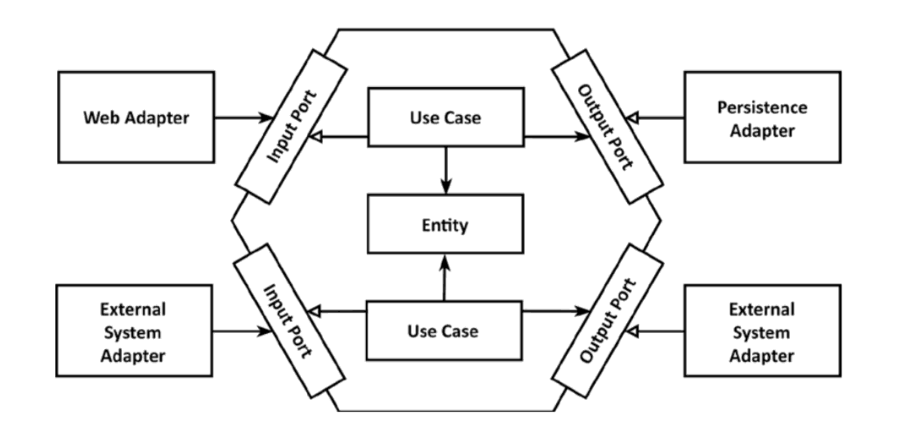 Web Adapter
Input Port
Use Case
Output Port
Persistence
Adapter
Entity
External
System
Adapter
Input Port
Use Case
Output Port
External
System
Adapter